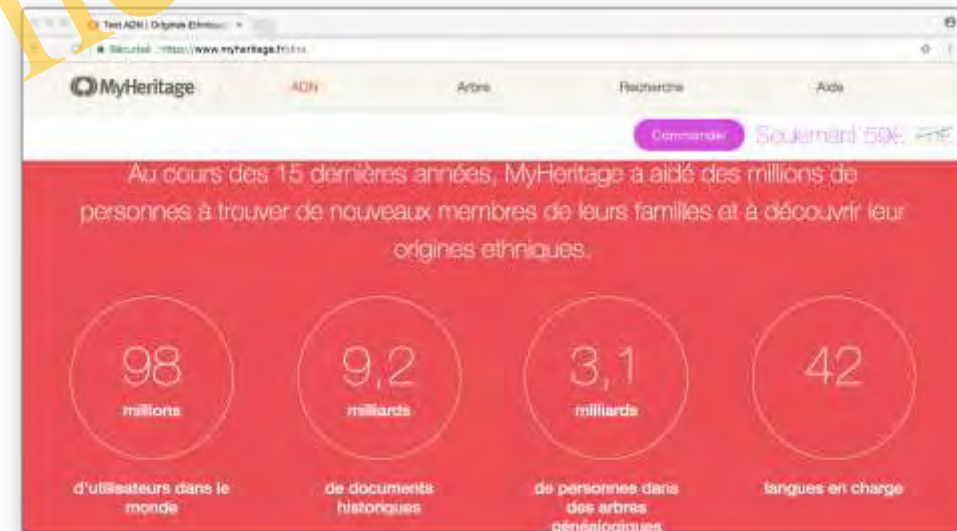 Test ADN | Origines Ethniques
Sécurisé https://www.myheritage.fr/dna
MyHeritage ADN Arbre Recherche Aide
Commander Seulement 59€
Au cours des 15 dernières années, MyHeritage a aidé des millions de
personnes à trouver de nouveaux membres de leurs familles et à découvrir leur
origines ethniques.
98 9,2 3,1 42
millions milliards milliards
d'utilisateurs dans le de documents de personnes dans langues en charge
monde historiques des arbres
généalogiques